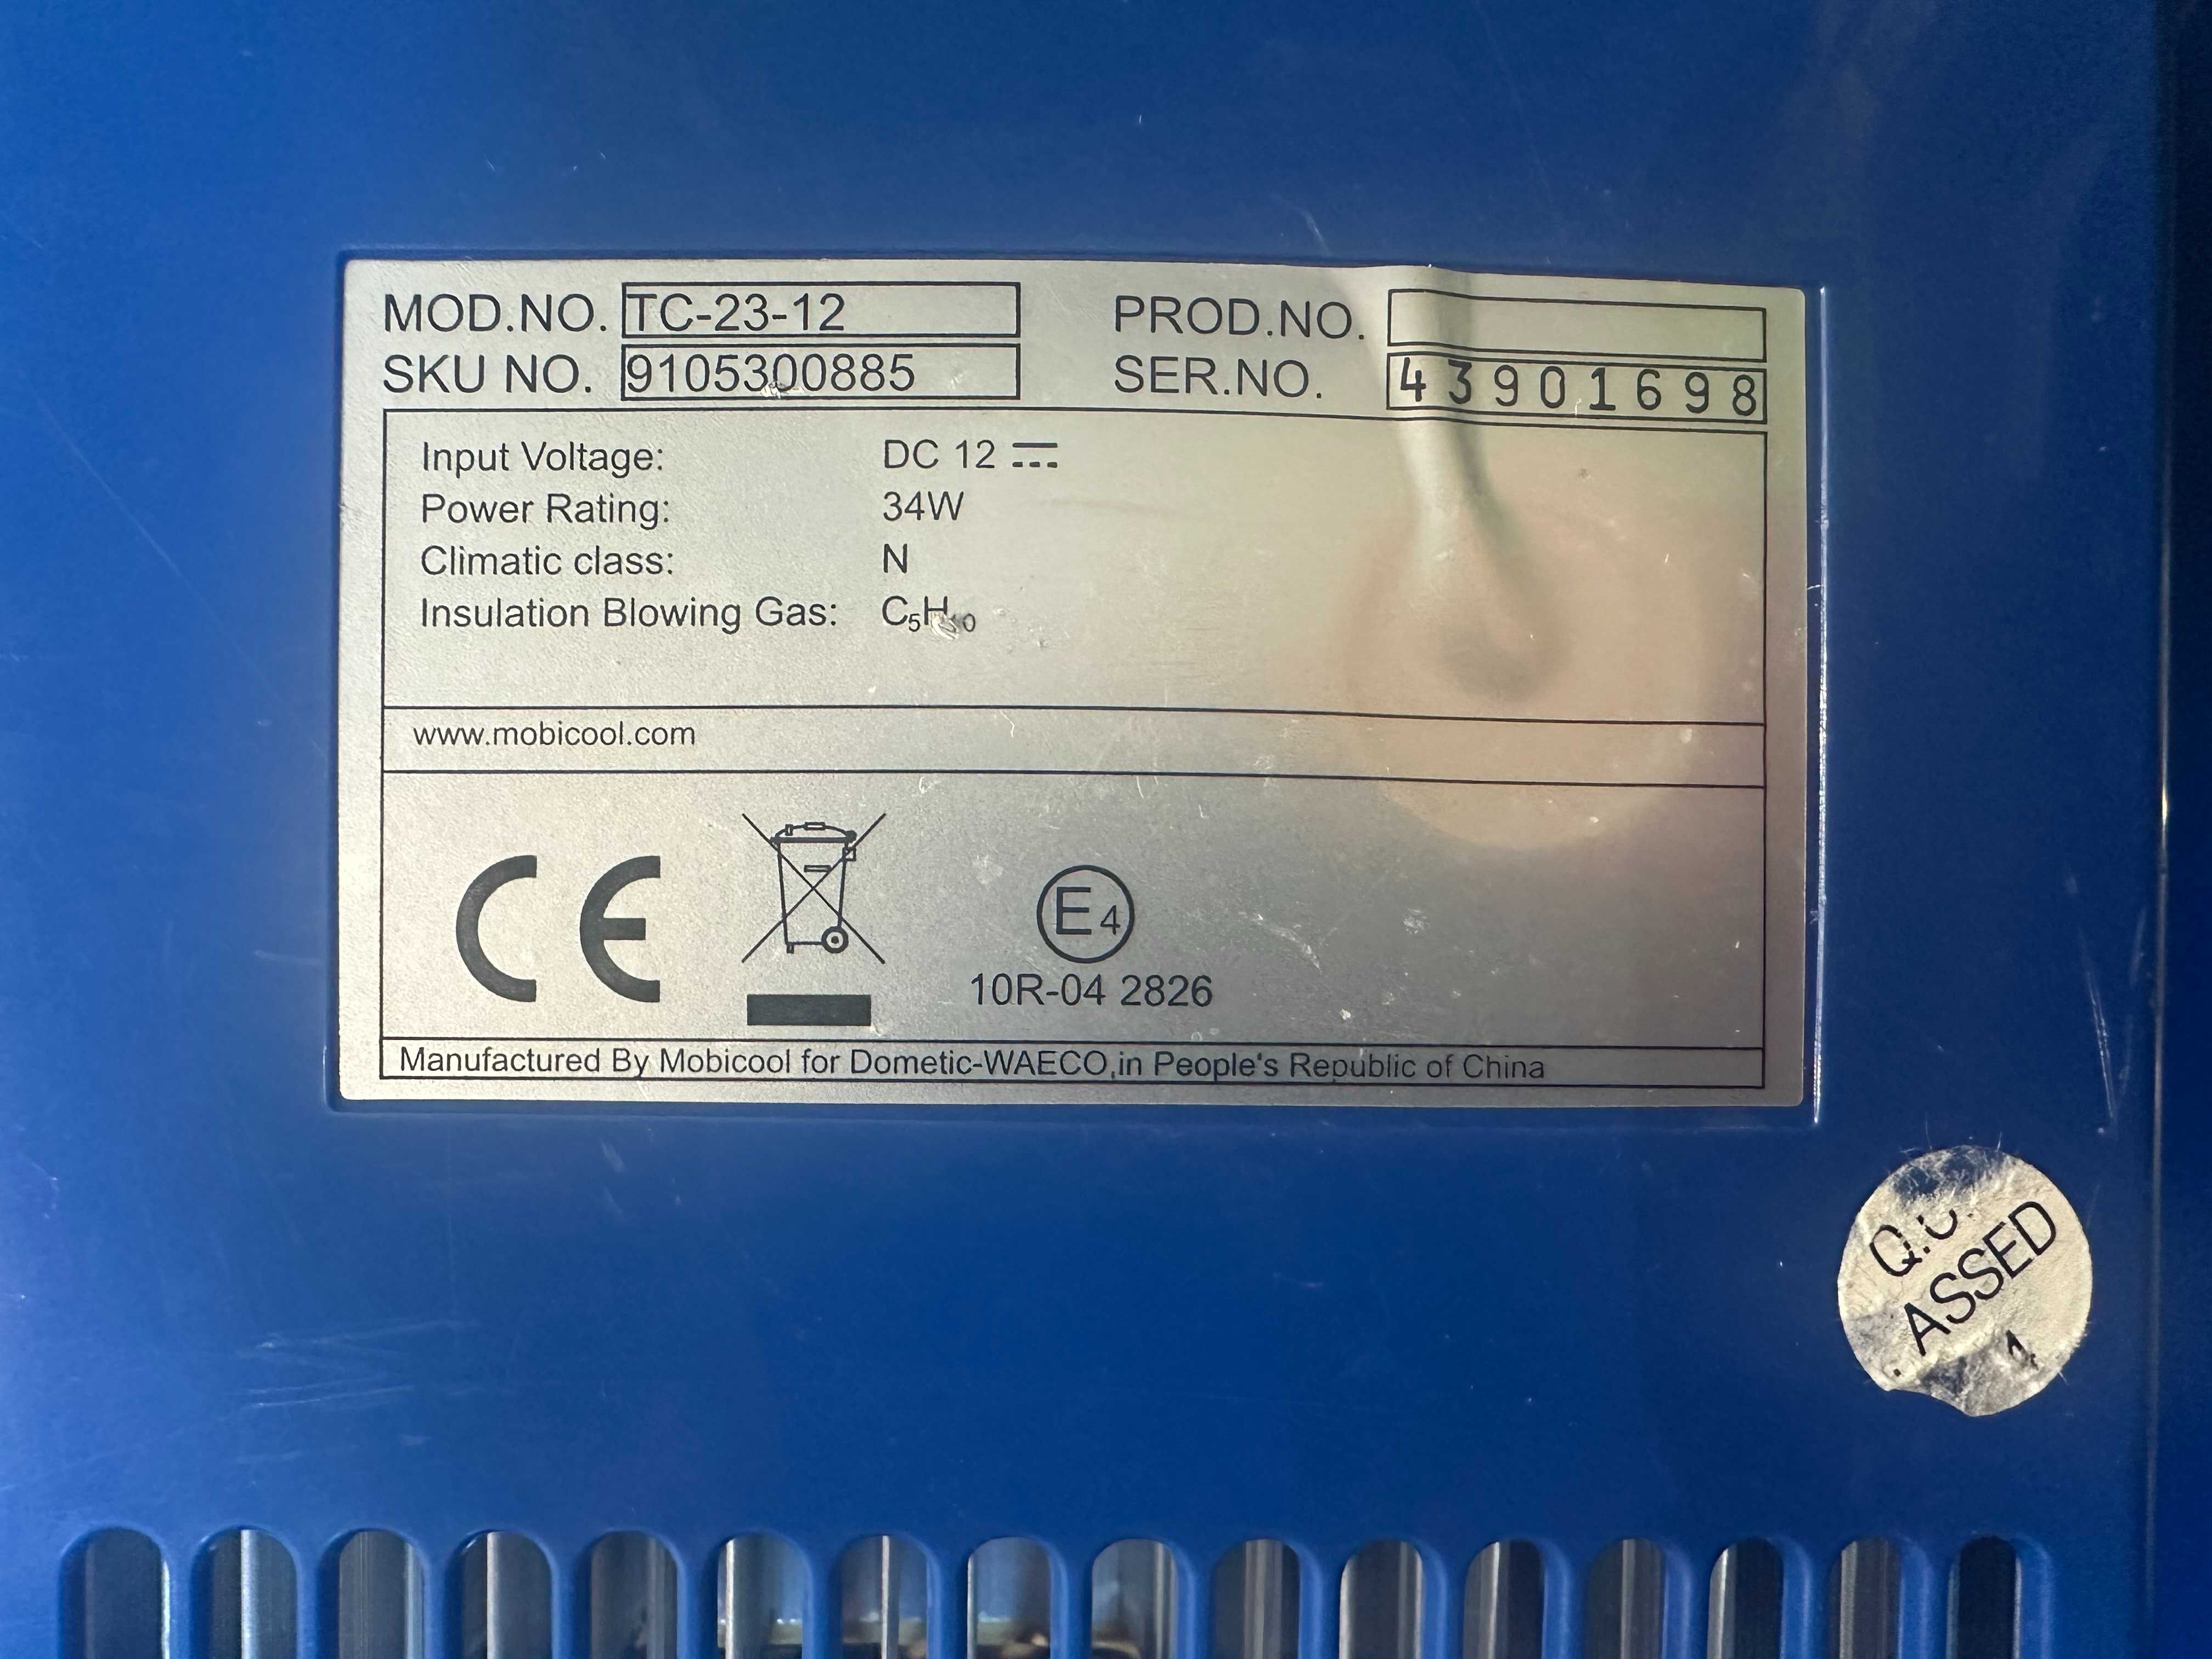 MOD.NO. TC-23-12
SKU NO. 9105300885
PROD.NO.
SER.NO. 43901698
Input Voltage: DC 12 ⎓
Power Rating: 34W
Climatic class: N
Insulation Blowing Gas: C₅H₁₀
www.mobicool.com
CE
E4
10R-04 2826
Manufactured By Mobicool for Dometic-WAECO,in People's Republic of China
ASSED